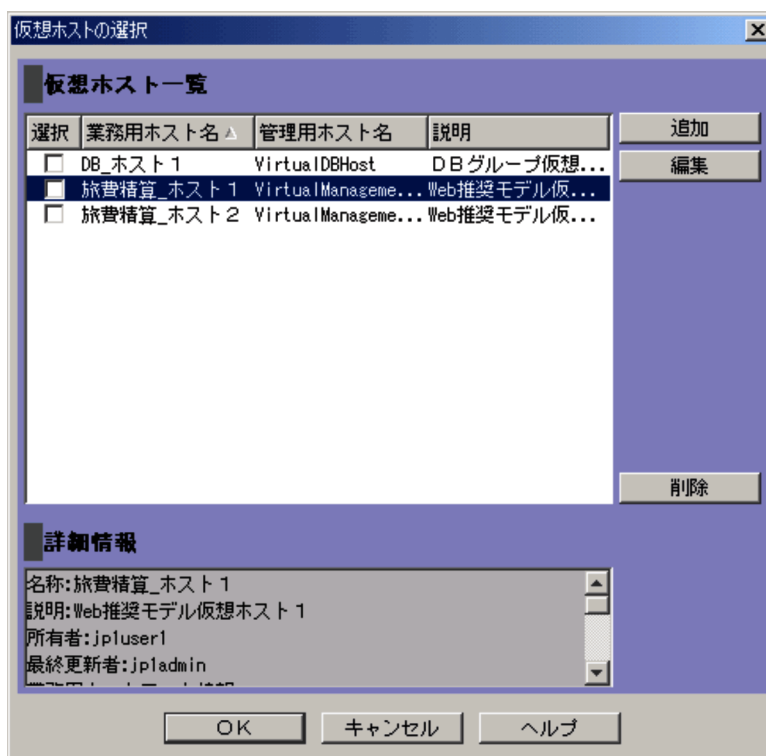 仮想ホストの選択
仮想ホスト一覧
選択 業務用ホスト名 管理用ホスト名 説明
DB_ホスト１ VirtualDBHost ＤＢグループ仮想...
旅費精算_ホスト１ VirtualManageme... Web推奨モデル仮...
旅費精算_ホスト２ VirtualManageme... Web推奨モデル仮...
追加
編集
削除
詳細情報
名称:旅費精算_ホスト１
説明:Web推奨モデル仮想ホスト１
所有者:jp1user1
最終更新者:jp1admin
ＯＫ キャンセル ヘルプ